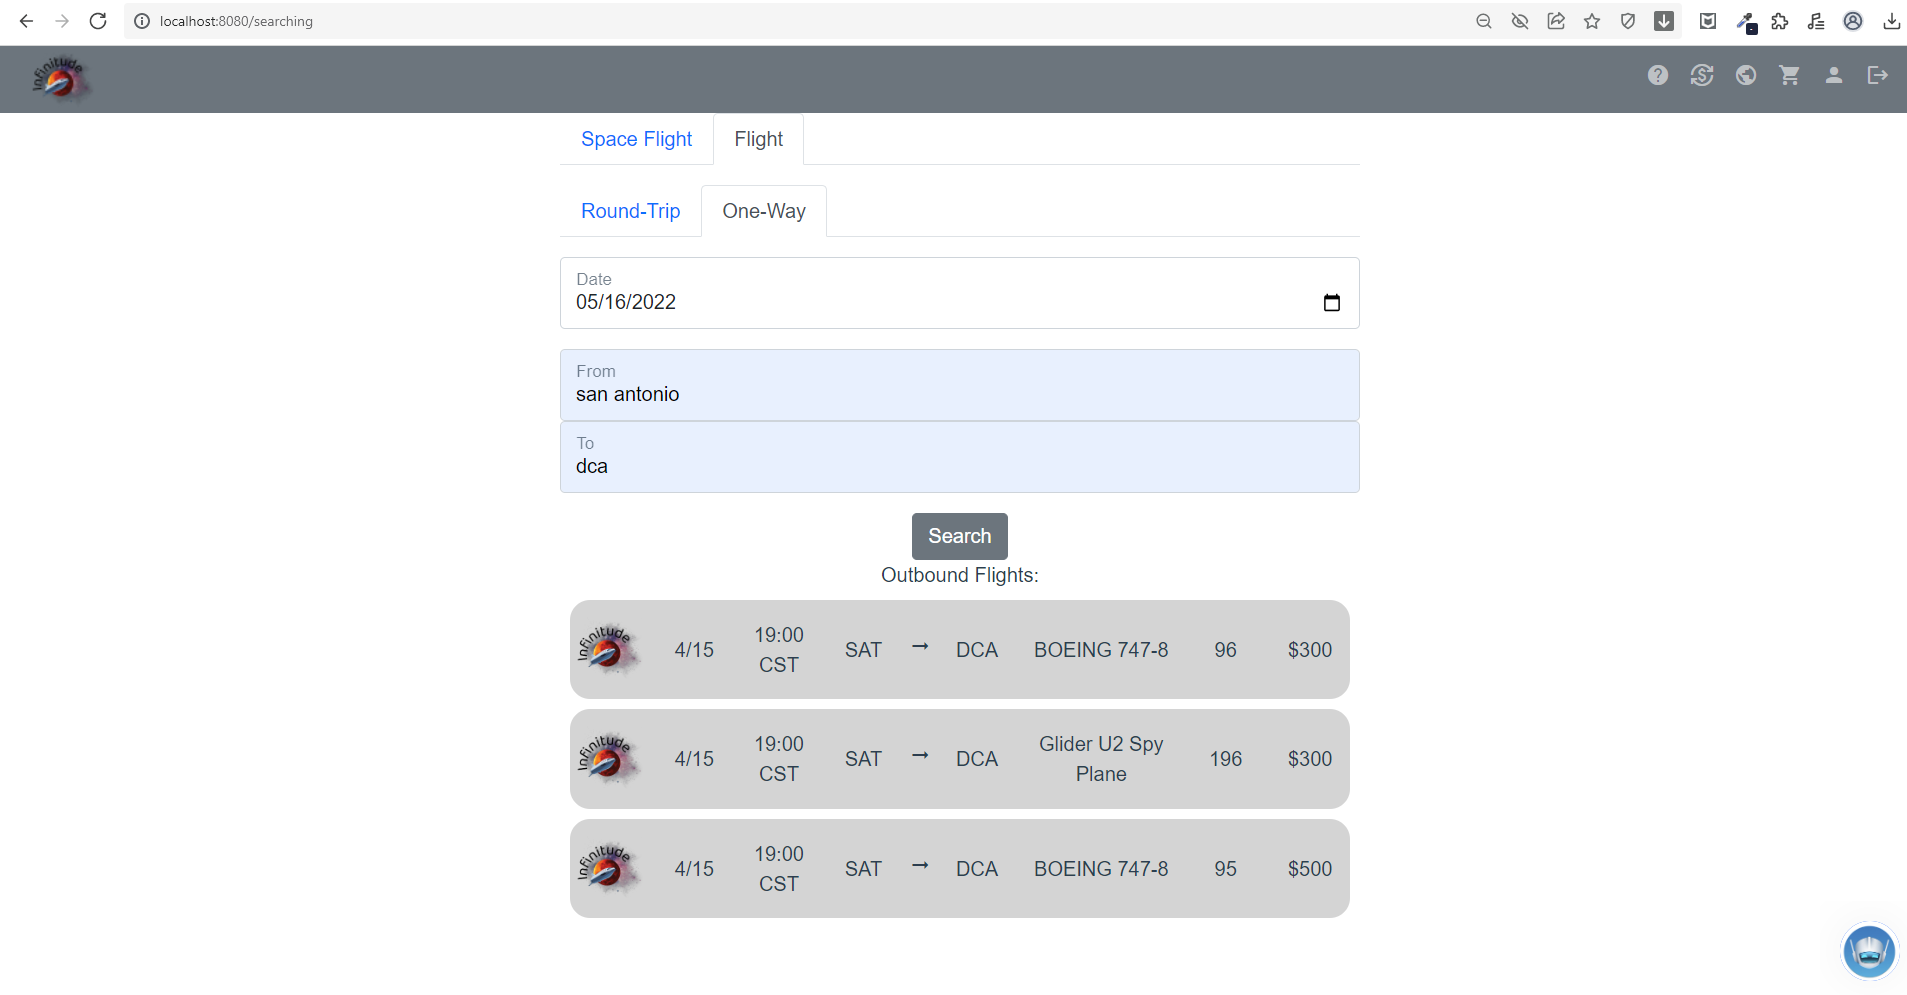 localhost:8080/searching
Infinitude
Space Flight
Flight
Round-Trip
One-Way
Date
05/16/2022
From
san antonio
To
dca
Search
Outbound Flights:
Infinitude 4/15 19:00 CST SAT → DCA BOEING 747-8 96 $300
Infinitude 4/15 19:00 CST SAT → DCA Glider U2 Spy Plane 196 $300
Infinitude 4/15 19:00 CST SAT → DCA BOEING 747-8 95 $500